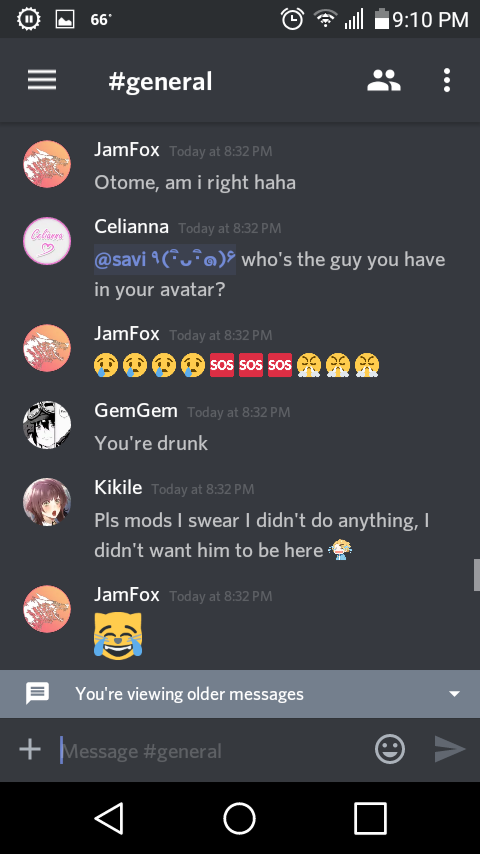 66°
9:10 PM
#general
JamFox Today at 8:32 PM
Otome, am i right haha
Celianna Today at 8:32 PM
Celianna
@savi who's the guy you have
in your avatar?
JamFox Today at 8:32 PM
😢😢😢😢🆘🆘🆘😤😤😤
GemGem Today at 8:32 PM
You're drunk
Kikile Today at 8:32 PM
Pls mods I swear I didn't do anything, I
didn't want him to be here
JamFox Today at 8:32 PM
😹
You're viewing older messages
Message #general